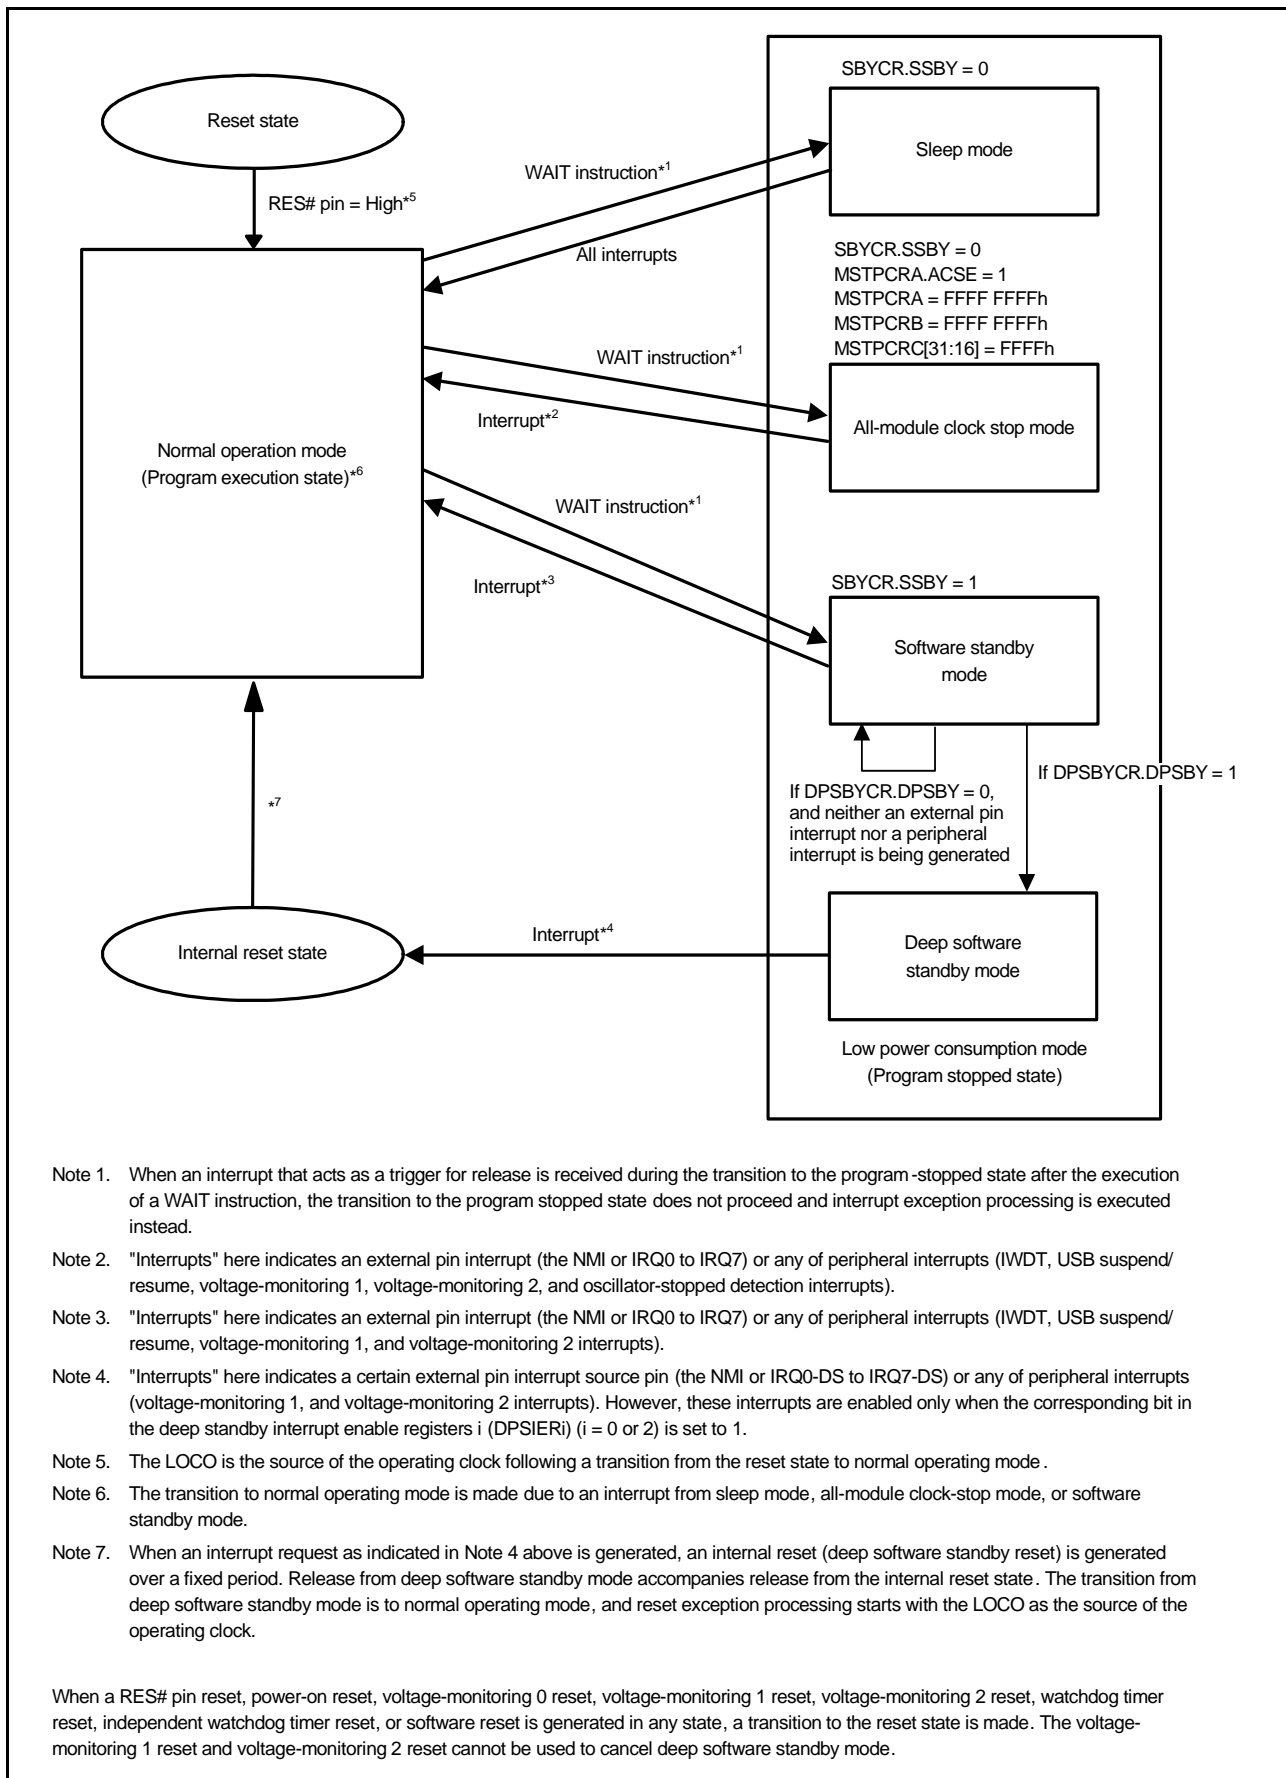 SBYCR.SSBY = 0
Reset state
Sleep mode
WAIT instruction*1
RES# pin = High*5
All interrupts
SBYCR.SSBY = 0
MSTPCRA.ACSE = 1
MSTPCRA = FFFF FFFFh
MSTPCRB = FFFF FFFFh
MSTPCRC[31:16] = FFFFh
WAIT instruction*1
Interrupt*2
All-module clock stop mode
Normal operation mode
(Program execution state)*6
WAIT instruction*1
Interrupt*3
SBYCR.SSBY = 1
Software standby
mode
If DPSBYCR.DPSBY = 1
If DPSBYCR.DPSBY = 0,
and neither an external pin
interrupt nor a peripheral
interrupt is being generated
*7
Interrupt*4
Internal reset state
Deep software
standby mode
Low power consumption mode
(Program stopped state)
Note 1. When an interrupt that acts as a trigger for release is received during the transition to the program-stopped state after the execution
of a WAIT instruction, the transition to the program stopped state does not proceed and interrupt exception processing is executed
instead.
Note 2. "Interrupts" here indicates an external pin interrupt (the NMI or IRQ0 to IRQ7) or any of peripheral interrupts (IWDT, USB suspend/
resume, voltage-monitoring 1, voltage-monitoring 2, and oscillator-stopped detection interrupts).
Note 3. "Interrupts" here indicates an external pin interrupt (the NMI or IRQ0 to IRQ7) or any of peripheral interrupts (IWDT, USB suspend/
resume, voltage-monitoring 1, and voltage-monitoring 2 interrupts).
Note 4. "Interrupts" here indicates a certain external pin interrupt source pin (the NMI or IRQ0-DS to IRQ7-DS) or any of peripheral interrupts
(voltage-monitoring 1, and voltage-monitoring 2 interrupts). However, these interrupts are enabled only when the corresponding bit in
the deep standby interrupt enable registers i (DPSIERi) (i = 0 or 2) is set to 1.
Note 5. The LOCO is the source of the operating clock following a transition from the reset state to normal operating mode.
Note 6. The transition to normal operating mode is made due to an interrupt from sleep mode, all-module clock-stop mode, or software
standby mode.
Note 7. When an interrupt request as indicated in Note 4 above is generated, an internal reset (deep software standby reset) is generated
over a fixed period. Release from deep software standby mode accompanies release from the internal reset state. The transition from
deep software standby mode is to normal operating mode, and reset exception processing starts with the LOCO as the source of the
operating clock.
When a RES# pin reset, power-on reset, voltage-monitoring 0 reset, voltage-monitoring 1 reset, voltage-monitoring 2 reset, watchdog timer
reset, independent watchdog timer reset, or software reset is generated in any state, a transition to the reset state is made. The voltage-
monitoring 1 reset and voltage-monitoring 2 reset cannot be used to cancel deep software standby mode.